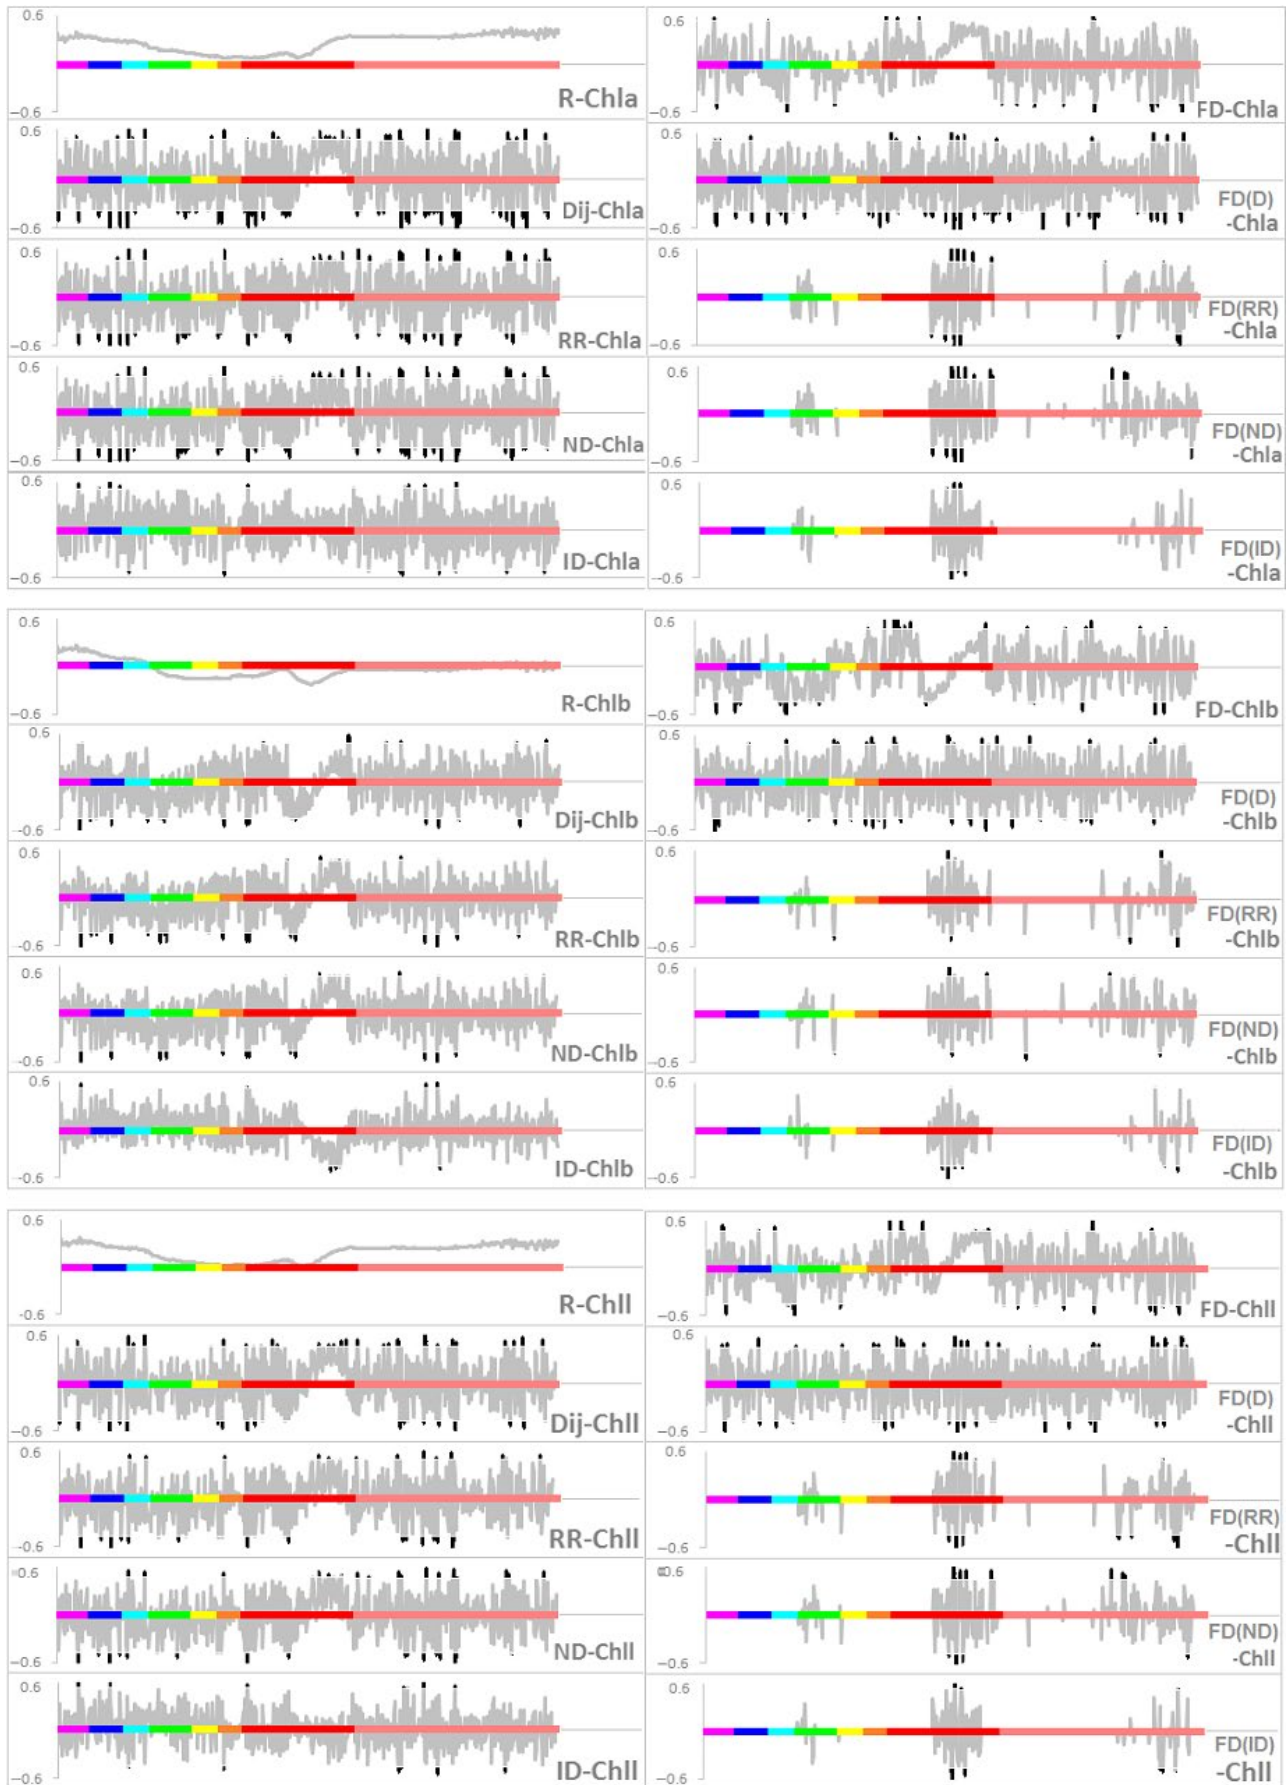 0.6
−0.6
R-Chla
0.6
−0.6
FD-Chla
0.6
−0.6
Dij-Chla
0.6
−0.6
FD(D)
-Chla
0.6
−0.6
RR-Chla
0.6
−0.6
FD(RR)
-Chla
0.6
−0.6
ND-Chla
0.6
−0.6
FD(ND)
-Chla
0.6
−0.6
ID-Chla
0.6
−0.6
FD(ID)
-Chla
0.6
−0.6
R-Chlb
0.6
−0.6
FD-Chlb
0.6
−0.6
Dij-Chlb
0.6
−0.6
FD(D)
-Chlb
0.6
−0.6
RR-Chlb
0.6
−0.6
FD(RR)
-Chlb
0.6
−0.6
ND-Chlb
0.6
−0.6
FD(ND)
-Chlb
0.6
−0.6
ID-Chlb
0.6
−0.6
FD(ID)
-Chlb
0.6
-0.6
R-Chll
0.6
−0.6
FD-Chll
0.6
−0.6
Dij-Chll
0.6
−0.6
FD(D)
-Chll
0.6
−0.6
RR-Chll
0.6
−0.6
FD(RR)
-Chll
0.6
−0.6
ND-Chll
0.6
−0.6
FD(ND)
-Chll
0.6
−0.6
ID-Chll
0.6
−0.6
FD(ID)
-Chll